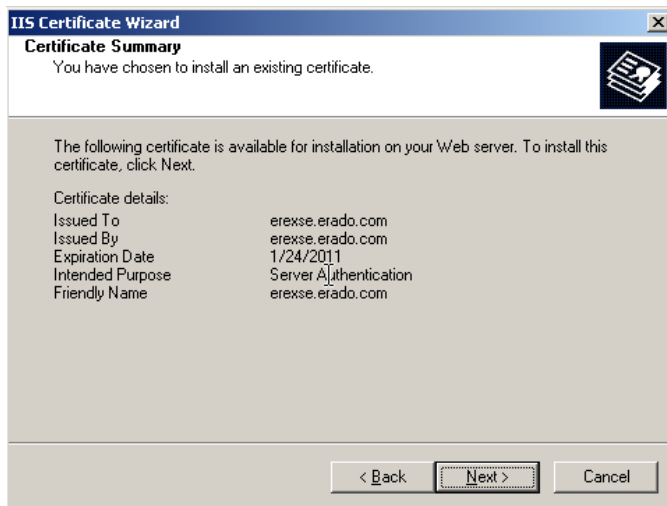 IIS Certificate Wizard
Certificate Summary
You have chosen to install an existing certificate.
The following certificate is available for installation on your Web server. To install this
certificate, click Next.
Certificate details:
Issued To erexse.erado.com
Issued By erexse.erado.com
Expiration Date 1/24/2011
Intended Purpose Server Authentication
Friendly Name erexse.erado.com
< Back Next > Cancel